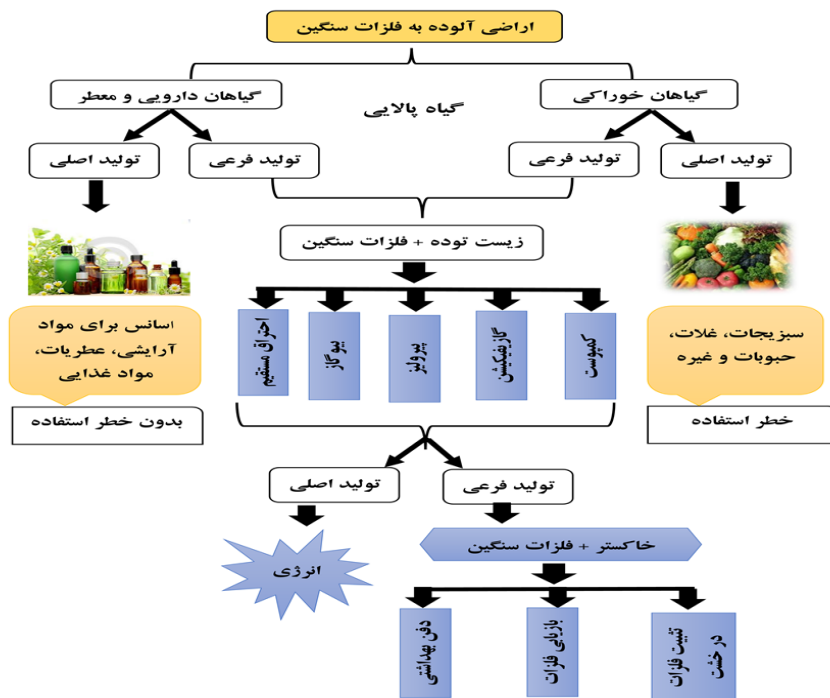 اراضی آلوده به فلزات سنگین
گیاهان خوراکی
گیاهان دارویی و معطر
گیاه پالایی
تولید اصلی
تولید فرعی
تولید فرعی
تولید اصلی
زیست توده + فلزات سنگین
سبزیجات، غلات،
حبوبات و غیره
خطر استفاده
کمپوست
گازیفیکیشن
پیرولیز
بیو گاز
احتراق مستقیم
اسانس برای مواد
آرایشی، عطریات،
مواد غذایی
بدون خطر استفاده
تولید فرعی
تولید اصلی
خاکستر + فلزات سنگین
انرژی
تثبیت فلزات
در خشت
بازیابی فلزات
دفن بهداشتی